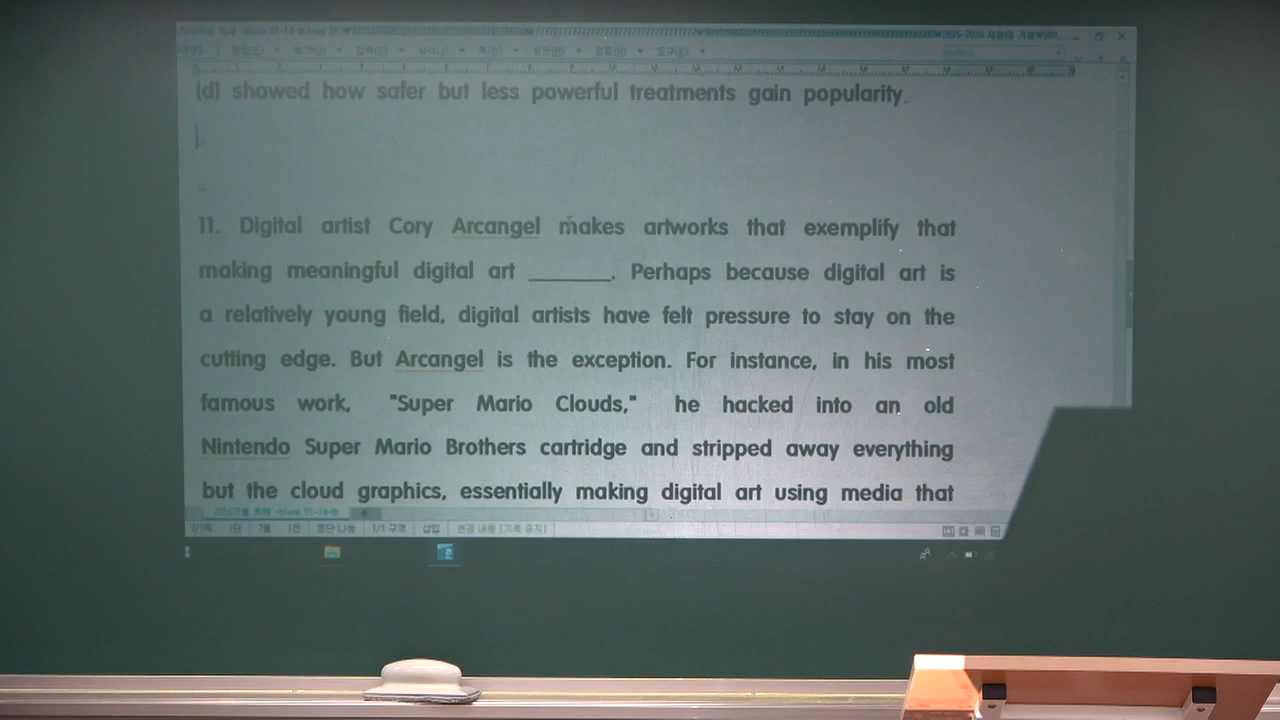 (d) showed how safer but less powerful treatments gain popularity.
11. Digital artist Cory Arcangel makes artworks that exemplify that
making meaningful digital art ________. Perhaps because digital art is
a relatively young field, digital artists have felt pressure to stay on the
cutting edge. But Arcangel is the exception. For instance, in his most
famous work, "Super Mario Clouds," he hacked into an old
Nintendo Super Mario Brothers cartridge and stripped away everything
but the cloud graphics, essentially making digital art using media that